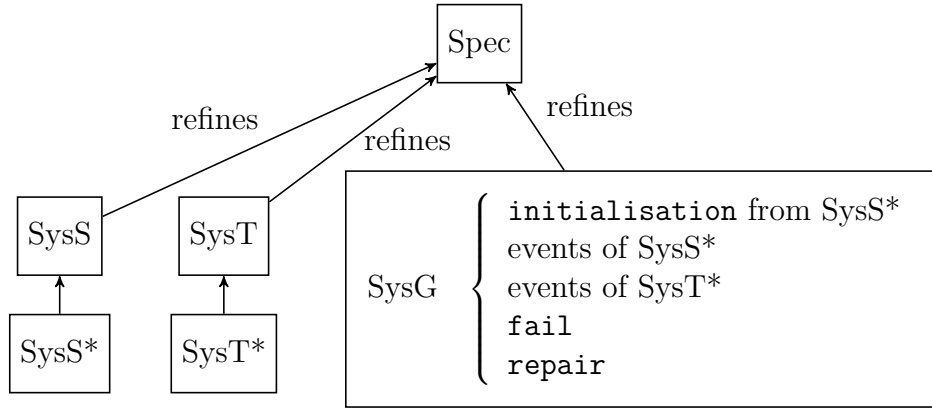 Spec
refines
refines
refines
SysS
SysT
SysG
initialisation from SysS*
events of SysS*
events of SysT*
fail
repair
SysS*
SysT*